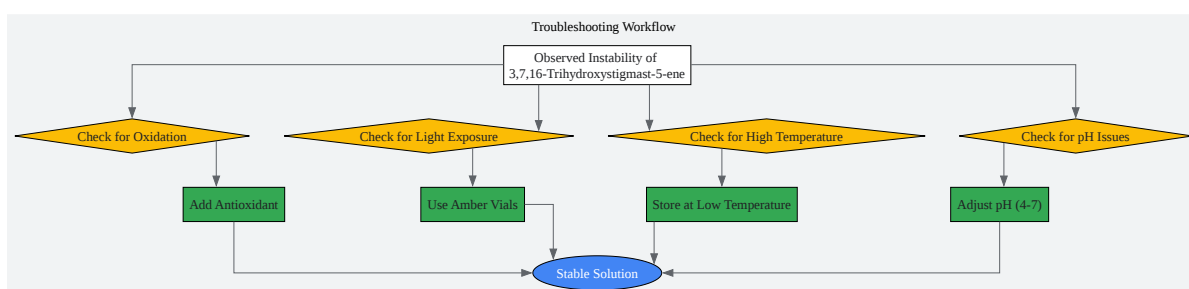 Troubleshooting Workflow
Observed Instability of
3,7,16-Trihydroxystigmast-5-ene
Check for Oxidation
Check for Light Exposure
Check for High Temperature
Check for pH Issues
Add Antioxidant
Use Amber Vials
Store at Low Temperature
Adjust pH (4-7)
Stable Solution